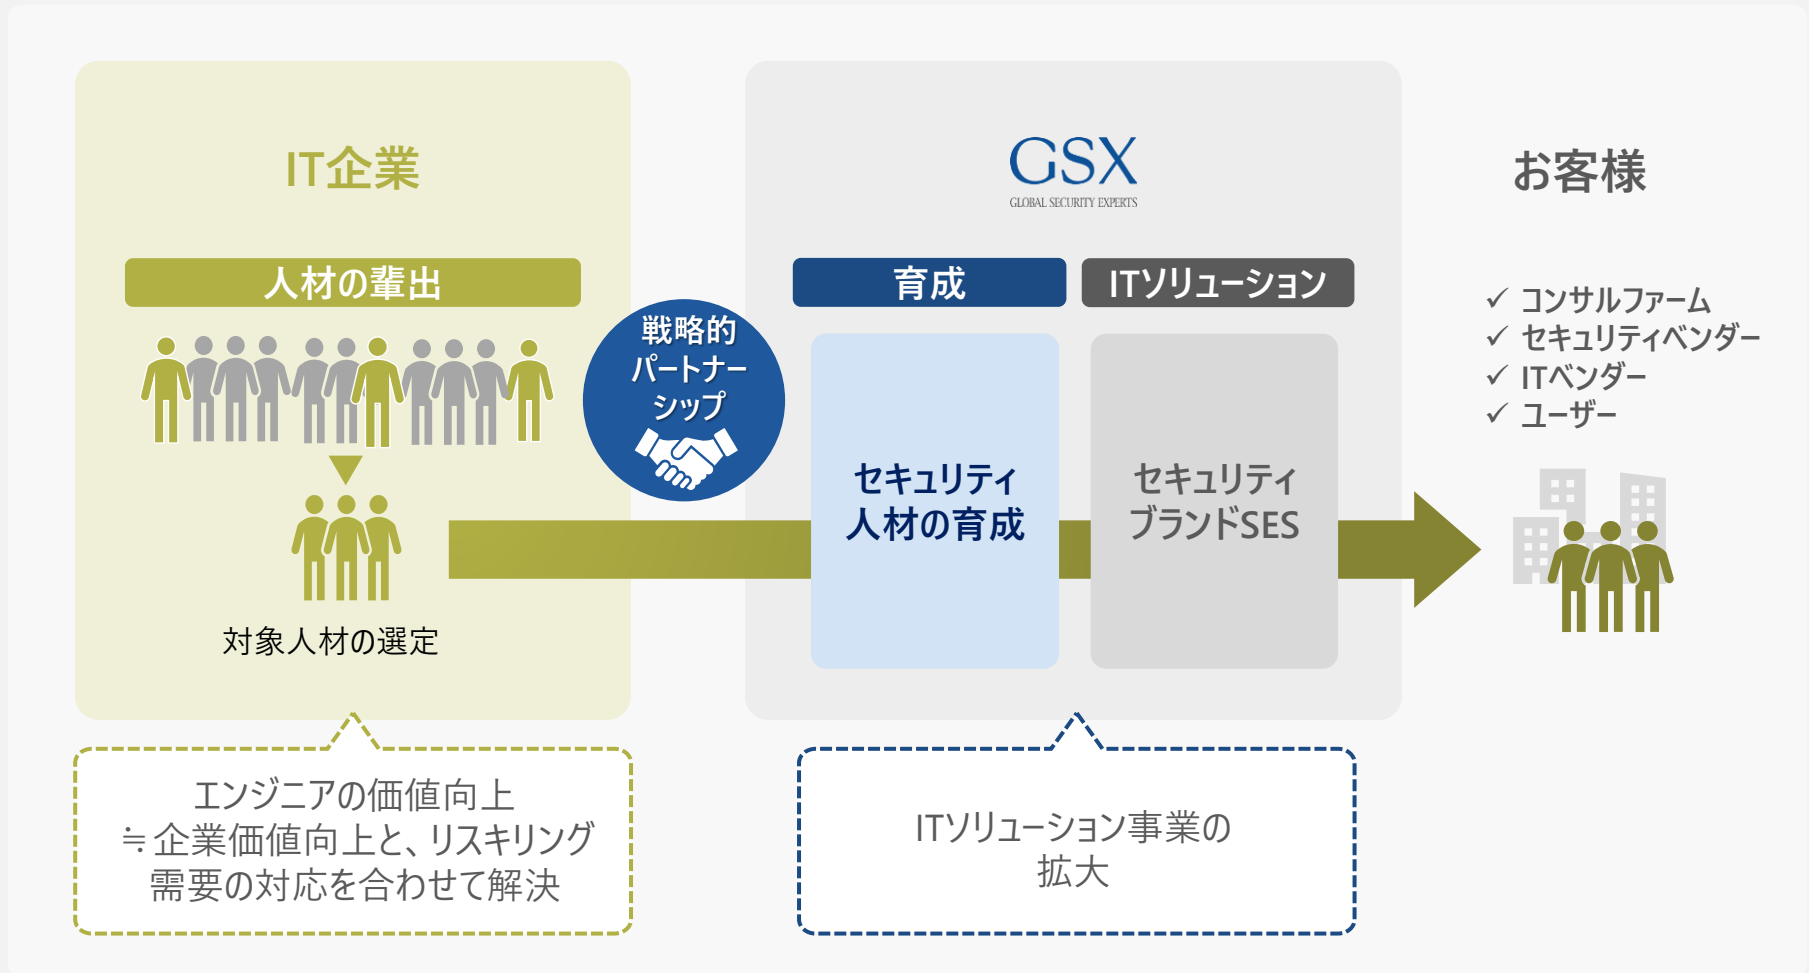 IT企業
人材の輩出
対象人材の選定
戦略的
パートナー
シップ
GSX
GLOBAL SECURITY EXPERTS
育成
ITソリューション
セキュリティ
人材の育成
セキュリティ
ブランドSES
お客様
✓ コンサルファーム
✓ セキュリティベンダー
✓ ITベンダー
✓ ユーザー
エンジニアの価値向上
≒企業価値向上と、リスキリング
需要の対応を合わせて解決
ITソリューション事業の
拡大